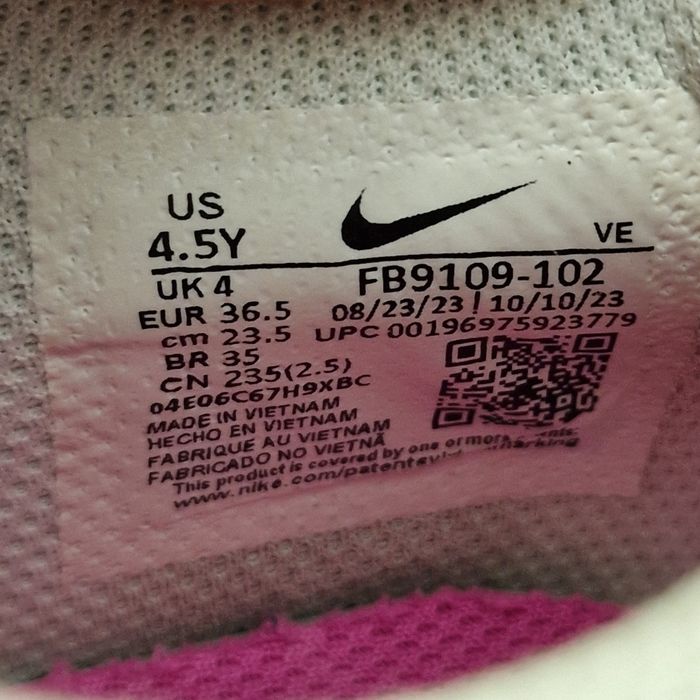 US
4.5Y
VE
UK 4
FB9109-102
EUR 36.5
08/23/23 ! 10/10/23
cm 23.5
UPC 00196975923779
BR 35
CN 235(2.5)
04E06C67H9XBC
MADE IN VIETNAM
HECHO EN VIETNAM
FABRIQUE AU VIETNAM
FABRICADO NO VIETNÃ
This product is covered by one or more
www.nike.com/patents